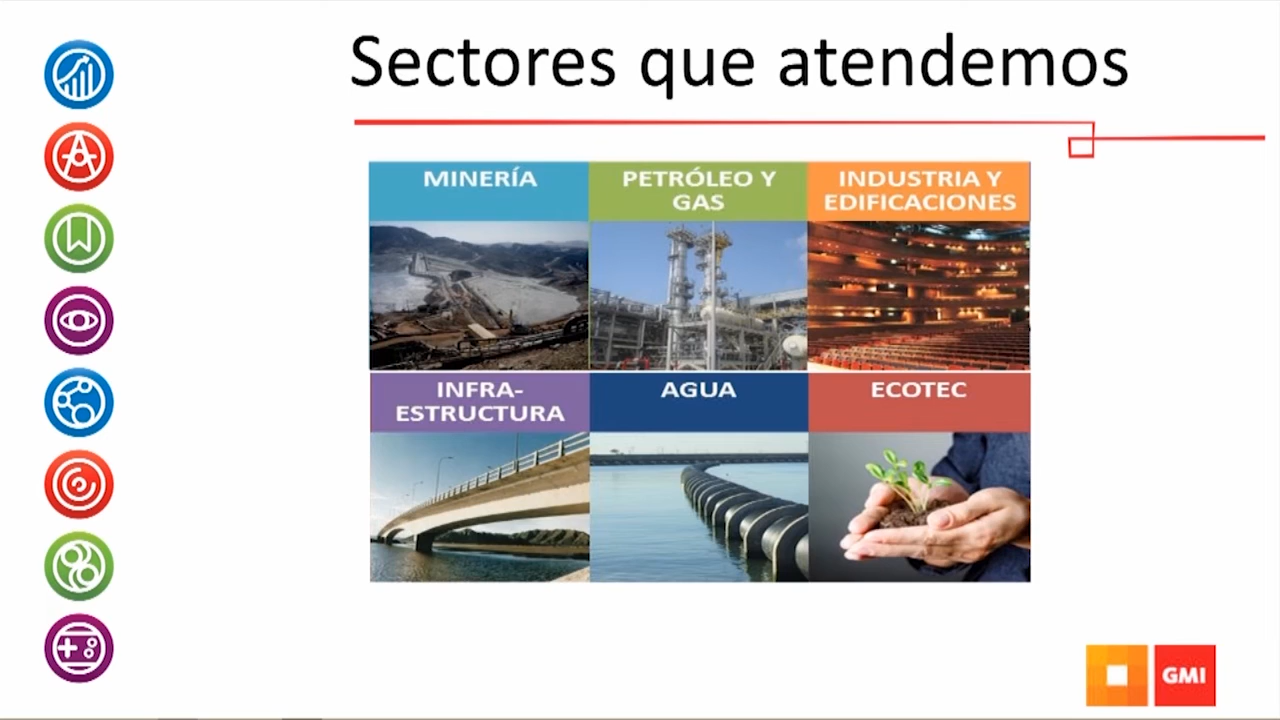 Sectores que atendemos
MINERÍA
PETRÓLEO Y
GAS
INDUSTRIA Y
EDIFICACIONES
INFRA-
ESTRUCTURA
AGUA
ECOTEC
GMI